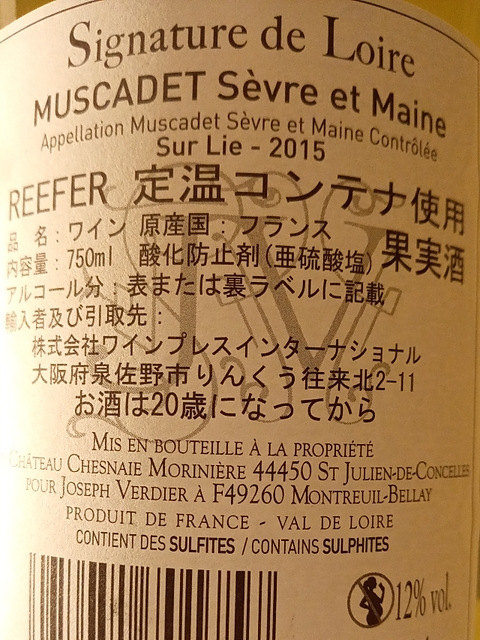 Signature de Loire
MUSCADET Sèvre et Maine
Appellation Muscadet Sèvre et Maine Contrôlée
Sur Lie - 2015
REEFER 定温コンテナ使用
品 名：ワイン 原産国：フランス
内容量：750ml 酸化防止剤(亜硫酸塩) 果実酒
アルコール分：表または裏ラベルに記載
輸入者及び引取先：
株式会社ワインプレスインターナショナル
大阪府泉佐野市りんくう往来北2-11
お酒は20歳になってから
MIS EN BOUTEILLE À LA PROPRIÉTÉ
CHÂTEAU CHESNAIE MORINIÈRE 44450 ST JULIEN-DE-CONCELLES
POUR JOSEPH VERDIER À F49260 MONTREUIL-BELLAY
PRODUIT DE FRANCE - VAL DE LOIRE
CONTIENT DES SULFITES / CONTAINS SULPHITES
12% vol.